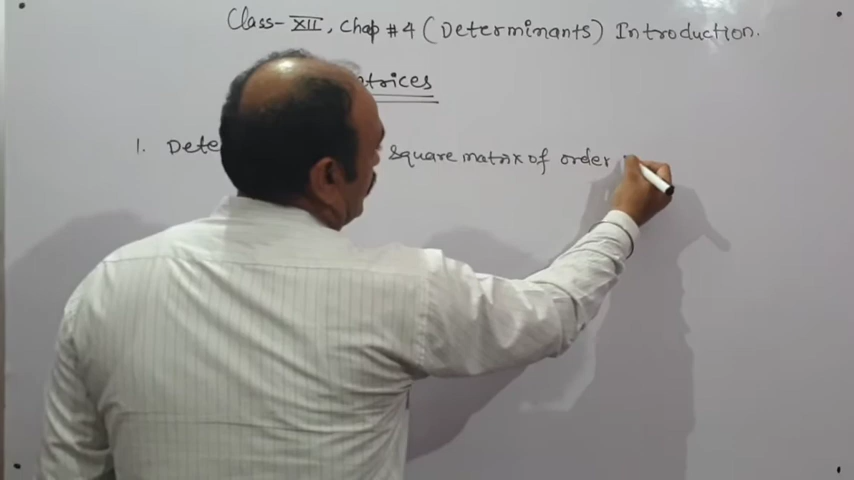 Class-XII, Chap #4 (Determinants) Introduction.
atrices
1. Dete square matrix of order